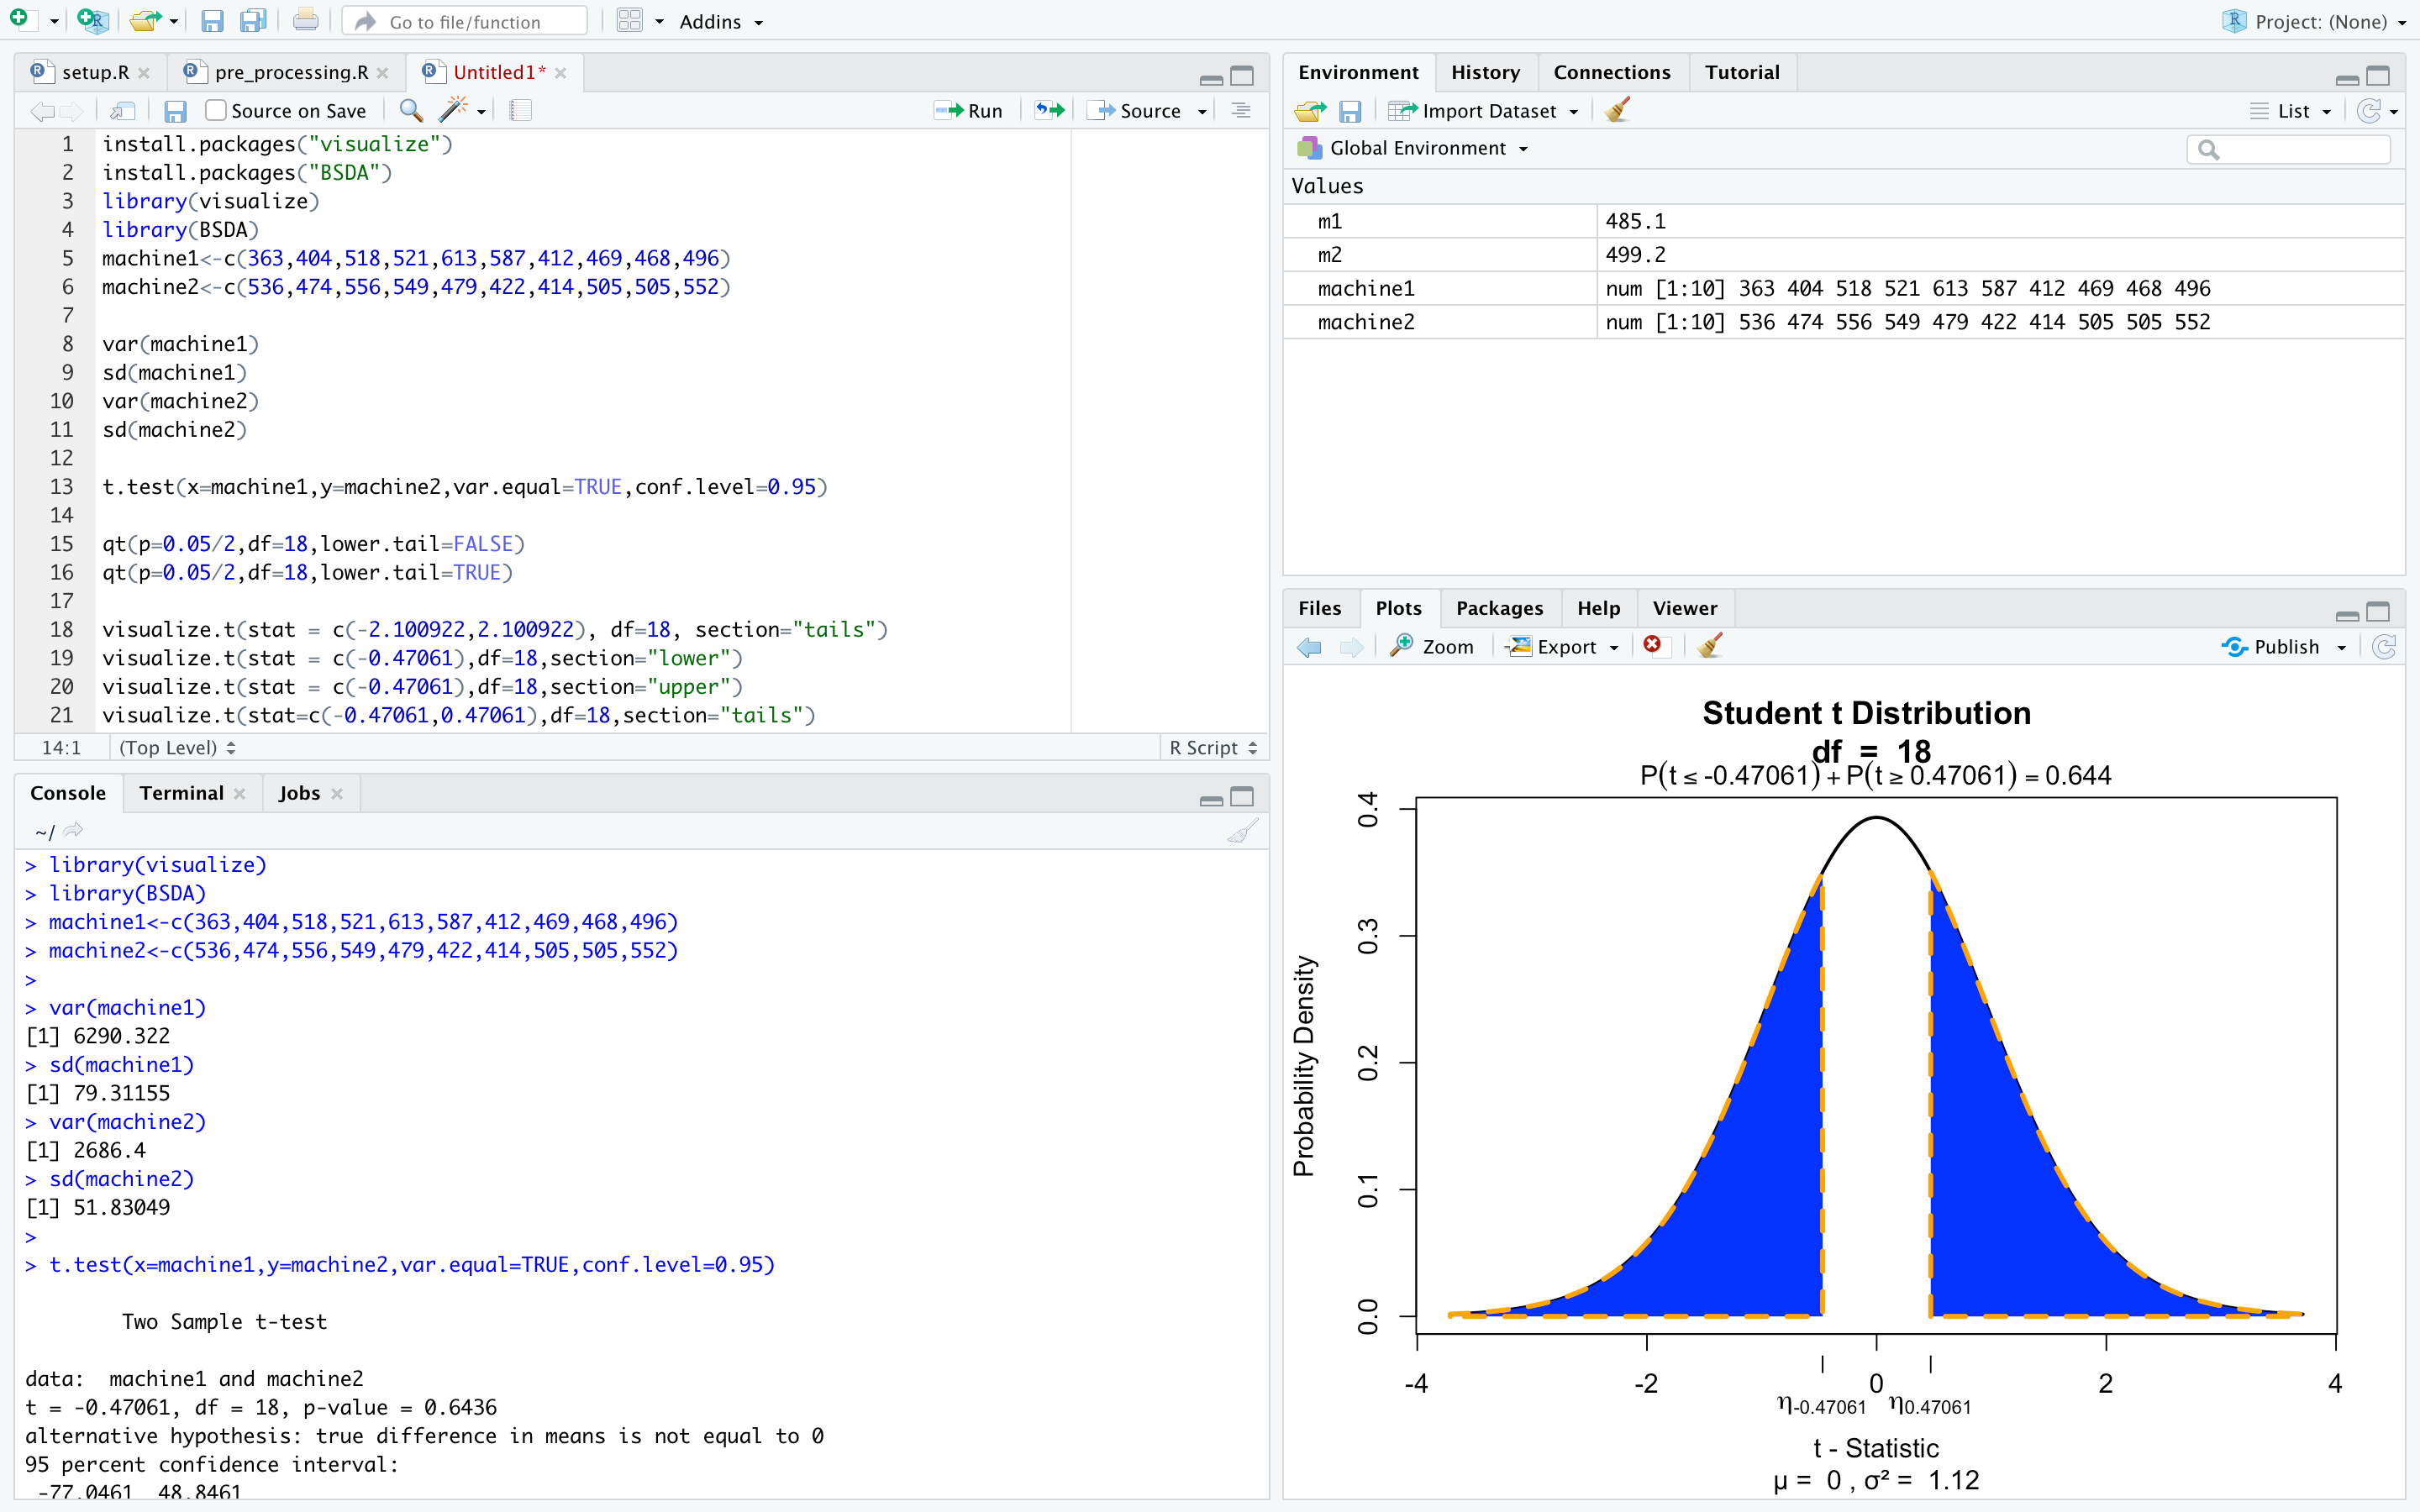 Go to file/function
Addins
Project: (None)
setup.R
pre_processing.R
Untitled1*
Source on Save
Run
Source
1 install.packages("visualize")
2 install.packages("BSDA")
3 library(visualize)
4 library(BSDA)
5 machine1<-c(363,404,518,521,613,587,412,469,468,496)
6 machine2<-c(536,474,556,549,479,422,414,505,505,552)
7
8 var(machine1)
9 sd(machine1)
10 var(machine2)
11 sd(machine2)
12
13 t.test(x=machine1,y=machine2,var.equal=TRUE,conf.level=0.95)
14
15 qt(p=0.05/2,df=18,lower.tail=FALSE)
16 qt(p=0.05/2,df=18,lower.tail=TRUE)
17
18 visualize.t(stat = c(-2.100922,2.100922), df=18, section="tails")
19 visualize.t(stat = c(-0.47061),df=18,section="lower")
20 visualize.t(stat = c(-0.47061),df=18,section="upper")
21 visualize.t(stat=c(-0.47061,0.47061),df=18,section="tails")
14:1 (Top Level) R Script
Console Terminal Jobs
~/
> library(visualize)
> library(BSDA)
> machine1<-c(363,404,518,521,613,587,412,469,468,496)
> machine2<-c(536,474,556,549,479,422,414,505,505,552)
>
> var(machine1)
[1] 6290.322
> sd(machine1)
[1] 79.31155
> var(machine2)
[1] 2686.4
> sd(machine2)
[1] 51.83049
>
> t.test(x=machine1,y=machine2,var.equal=TRUE,conf.level=0.95)
Two Sample t-test
data:  machine1 and machine2
t = -0.47061, df = 18, p-value = 0.6436
alternative hypothesis: true difference in means is not equal to 0
95 percent confidence interval:
-77.0461 48.8461
Environment History Connections Tutorial
Import Dataset
List
Global Environment
Values
m1 485.1
m2 499.2
machine1 num [1:10] 363 404 518 521 613 587 412 469 468 496
machine2 num [1:10] 536 474 556 549 479 422 414 505 505 552
Files Plots Packages Help Viewer
Zoom Export Publish
Student t Distribution
df = 18
P(t ≤ -0.47061) + P(t ≥ 0.47061) = 0.644
Probability Density
0.4
0.3
0.2
0.1
0.0
-4 -2 0 2 4
η-0.47061 η0.47061
t - Statistic
μ = 0 , σ² = 1.12